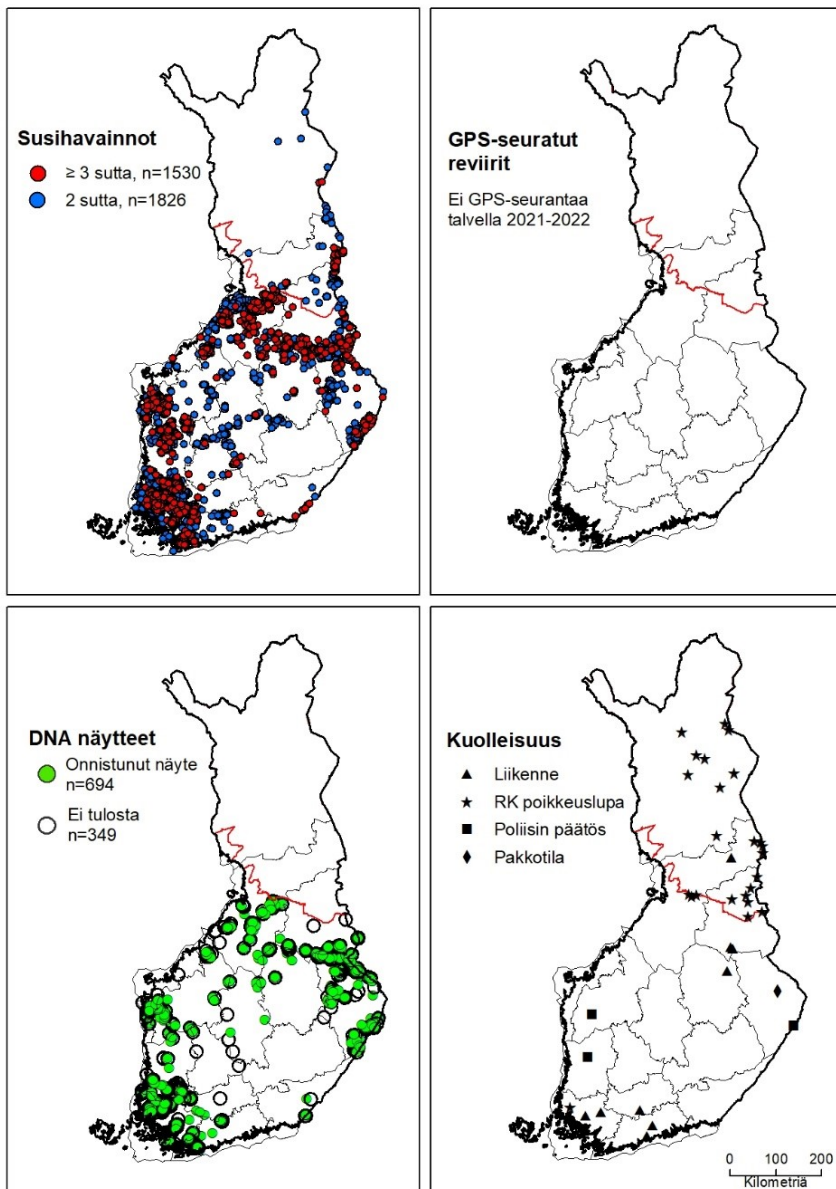 Susihavainnot
≥ 3 sutta, n=1530
2 sutta, n=1826
GPS-seuratut
reviirit
Ei GPS-seurantaa
talvella 2021-2022
DNA näytteet
Onnistunut näyte
n=694
Ei tulosta
n=349
Kuolleisuus
Liikenne
RK poikkeuslupa
Poliisin päätös
Pakkotila
0 100 200
Kilometriä